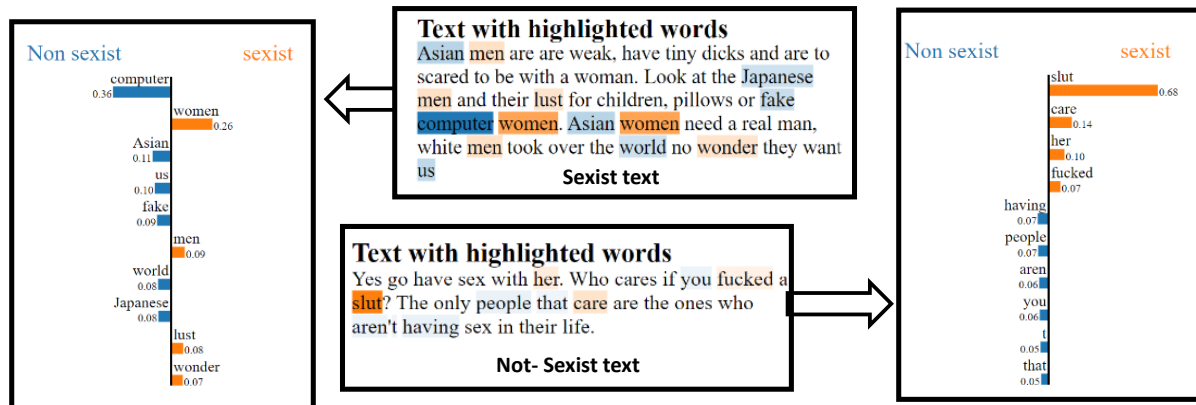 Non sexist sexist
computer
0.36
women
0.26
Asian
0.11
us
0.10
fake
0.09
men
0.09
world
0.08
Japanese
0.08
lust
0.08
wonder
0.07
Text with highlighted words
Asian men are are weak, have tiny dicks and are to
scared to be with a woman. Look at the Japanese
men and their lust for children, pillows or fake
computer women. Asian women need a real man,
white men took over the world no wonder they want
us
Sexist text
Text with highlighted words
Yes go have sex with her. Who cares if you fucked a
slut? The only people that care are the ones who
aren't having sex in their life.
Not- Sexist text
Non sexist sexist
slut
0.68
care
0.14
her
0.10
fucked
0.07
having
0.07
people
0.07
aren
0.06
you
0.06
t
0.05
that
0.05